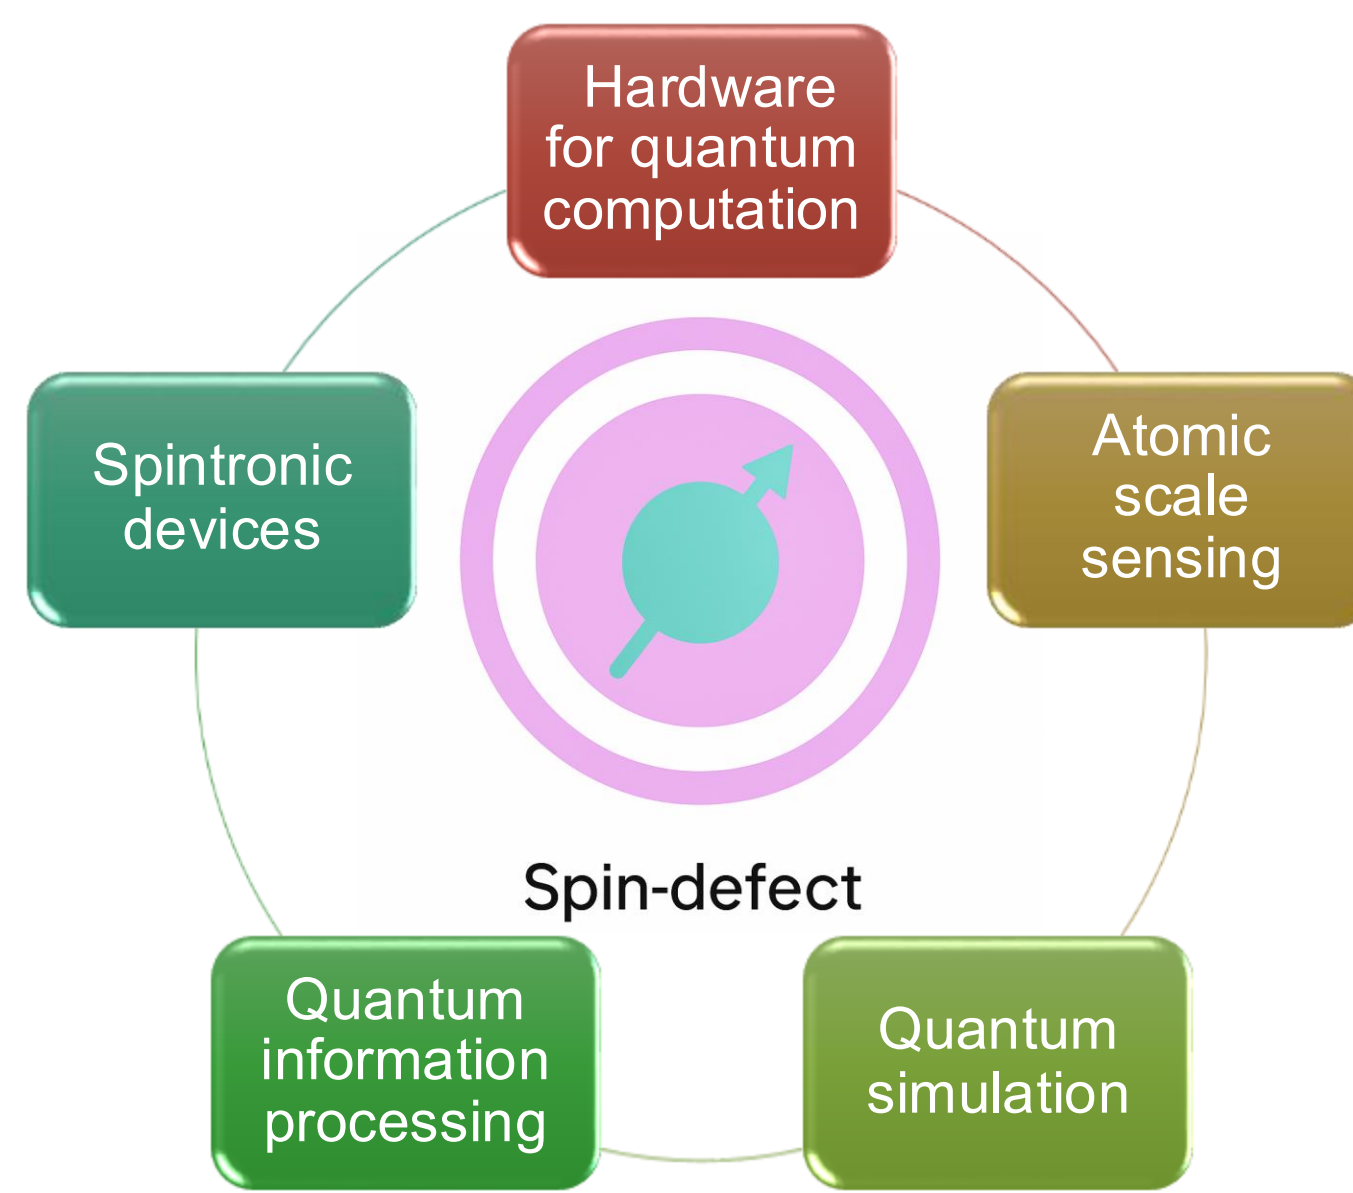 Hardware
for quantum
computation
Spintronic
devices
Atomic
scale
sensing
Spin-defect
Quantum
information
processing
Quantum
simulation